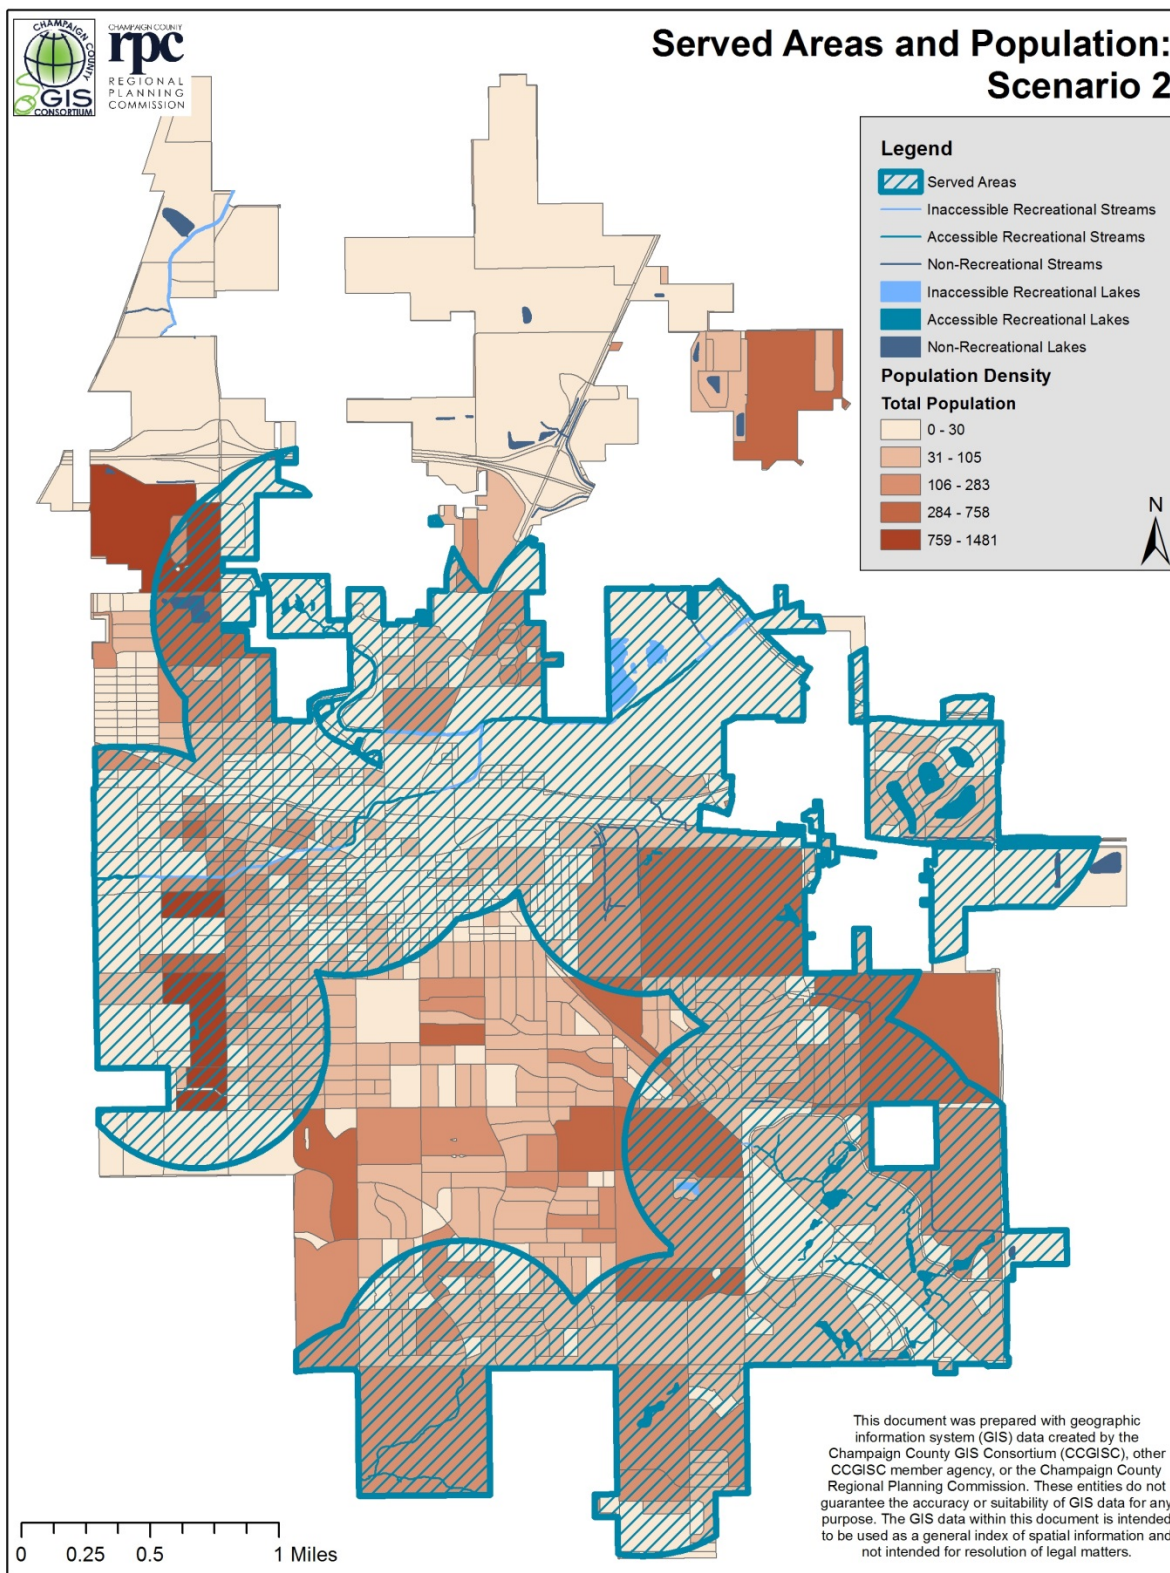 CHAMPAIGN COUNTY
GIS
CONSORTIUM
CHAMPAIGN COUNTY
rpc
REGIONAL
PLANNING
COMMISSION
Served Areas and Population:
Scenario 2
Legend
Served Areas
Inaccessible Recreational Streams
Accessible Recreational Streams
Non-Recreational Streams
Inaccessible Recreational Lakes
Accessible Recreational Lakes
Non-Recreational Lakes
Population Density
Total Population
0 - 30
31 - 105
106 - 283
284 - 758
759 - 1481
N
This document was prepared with geographic
information system (GIS) data created by the
Champaign County GIS Consortium (CCGISC), other
CCGISC member agency, or the Champaign County
Regional Planning Commission. These entities do not
guarantee the accuracy or suitability of GIS data for any
purpose. The GIS data within this document is intended
to be used as a general index of spatial information and
not intended for resolution of legal matters.
0 0.25 0.5 1 Miles